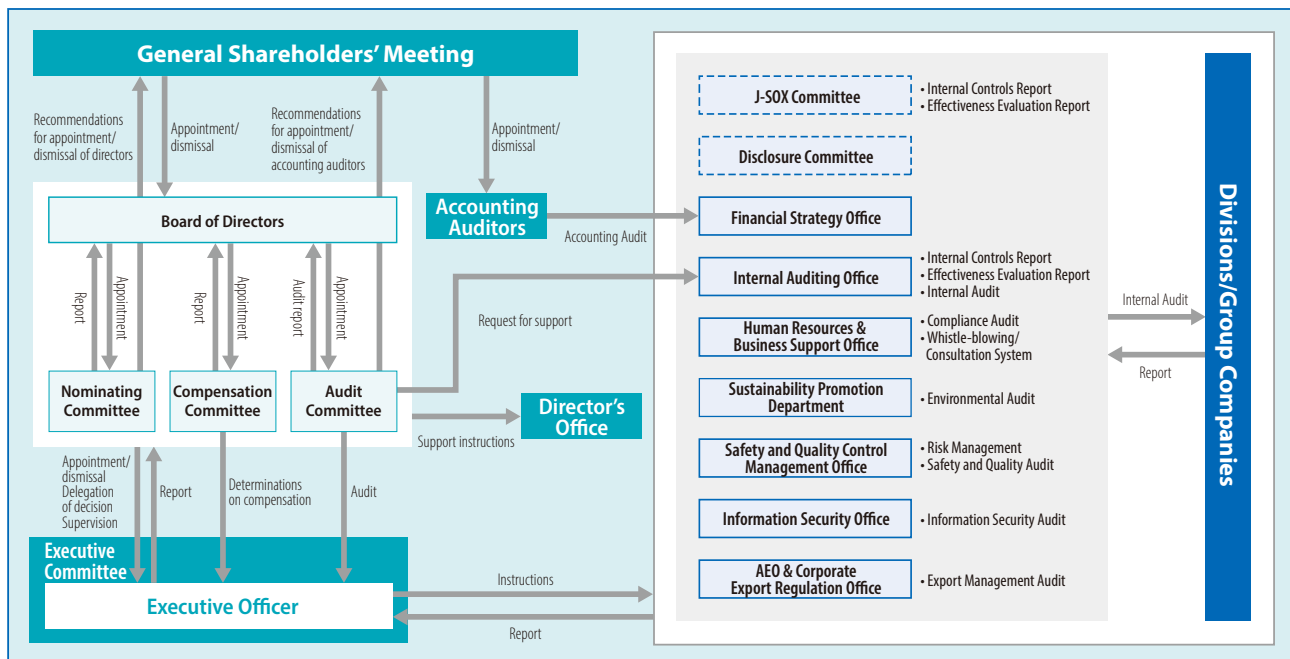 General Shareholders' Meeting
Recommendations
for appointment/
dismissal of directors
Appointment/
dismissal
Recommendations
for appointment/
dismissal of
accounting auditors
Appointment/
dismissal
Board of Directors
Accounting
Auditors
Accounting Audit
Report
Appointment
Report
Appointment
Audit report
Appointment
Request for support
Nominating
Committee
Compensation
Committee
Audit
Committee
Director's
Office
Support instructions
Appointment/
dismissal
Delegation
of decision
Supervision
Report
Determinations
on compensation
Audit
Executive
Committee
Executive Officer
Instructions
Report
J-SOX Committee
• Internal Controls Report
• Effectiveness Evaluation Report
Disclosure Committee
Financial Strategy Office
Internal Auditing Office
• Internal Controls Report
• Effectiveness Evaluation Report
• Internal Audit
Human Resources &
Business Support Office
• Compliance Audit
• Whistle-blowing/
Consultation System
Sustainability Promotion
Department
• Environmental Audit
Safety and Quality Control
Management Office
• Risk Management
• Safety and Quality Audit
Information Security Office
• Information Security Audit
AEO & Corporate
Export Regulation Office
• Export Management Audit
Internal Audit
Report
Divisions/Group Companies